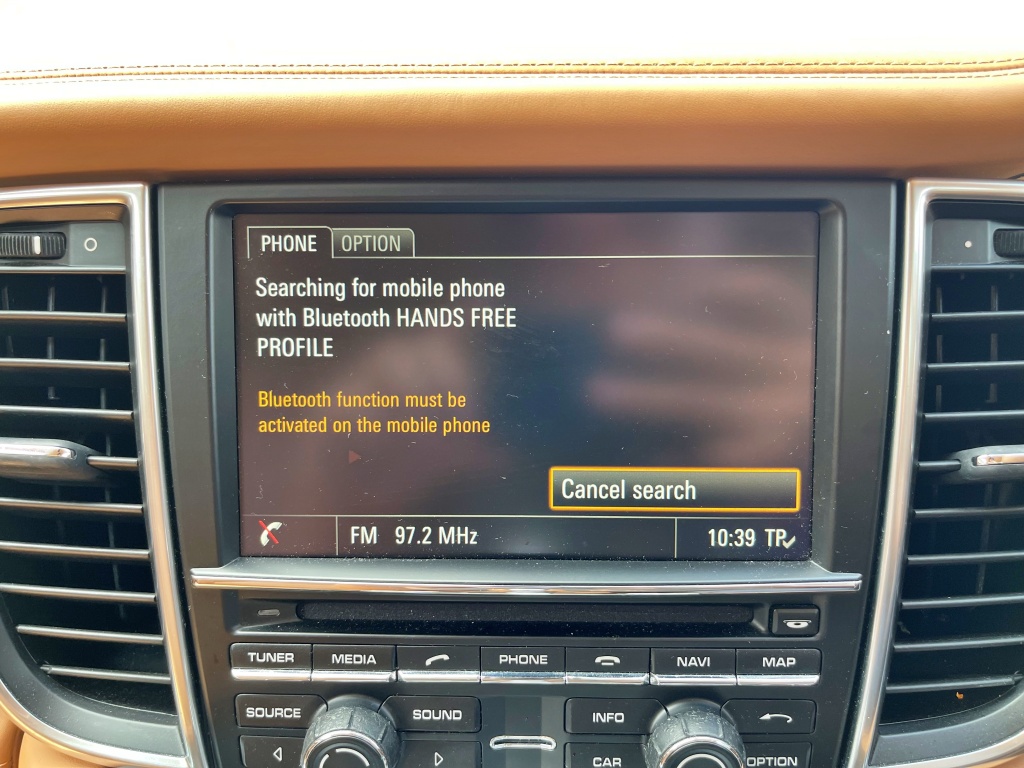 PHONE OPTION
Searching for mobile phone
with Bluetooth HANDS FREE
PROFILE
Bluetooth function must be
activated on the mobile phone
Cancel search
FM 97.2 MHz 10:39 TP
TUNER MEDIA PHONE NAVI MAP
SOURCE SOUND INFO
CAR OPTION